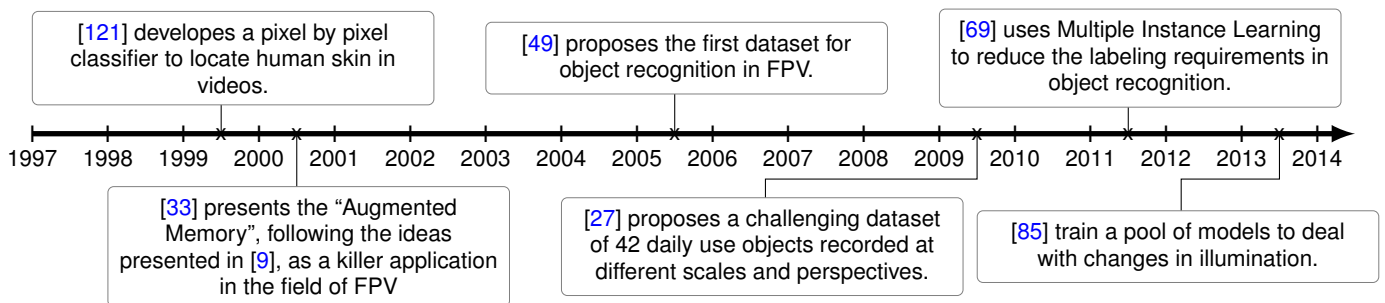 [121] developes a pixel by pixel
classifier to locate human skin in
videos.
[49] proposes the first dataset for
object recognition in FPV.
[69] uses Multiple Instance Learning
to reduce the labeling requirements in
object recognition.
1997 1998 1999 2000 2001 2002 2003 2004 2005 2006 2007 2008 2009 2010 2011 2012 2013 2014
[33] presents the “Augmented
Memory”, following the ideas
presented in [9], as a killer application
in the field of FPV
[27] proposes a challenging dataset
of 42 daily use objects recorded at
different scales and perspectives.
[85] train a pool of models to deal
with changes in illumination.